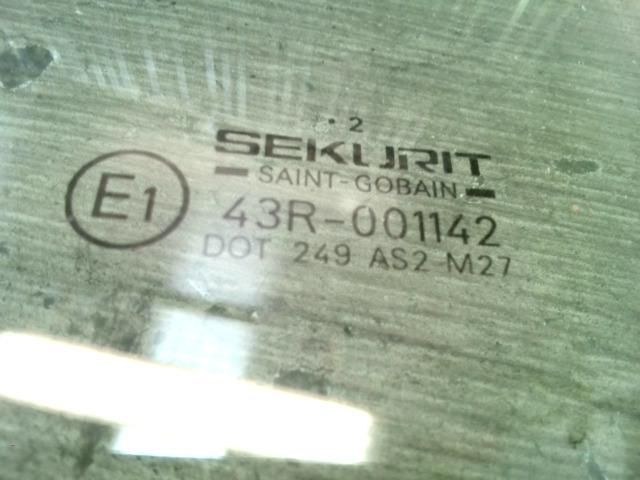 · 2
SEKURIT
SAINT-GOBAIN
E1 43R-001142
DOT 249 AS2 M27